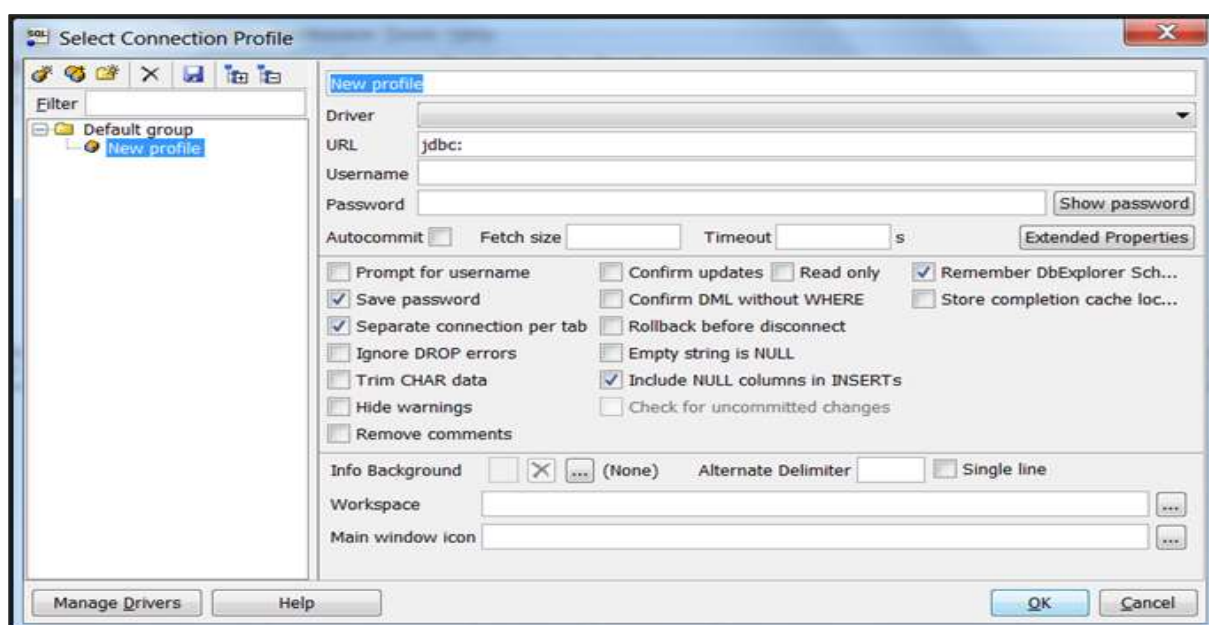 Select Connection Profile
Filter
Default group
New profile
New profile
Driver
URL jdbc:
Username
Password Show password
Autocommit Fetch size Timeout s Extended Properties
Prompt for username Confirm updates Read only Remember DbExplorer Sch...
Save password Confirm DML without WHERE Store completion cache loc...
Separate connection per tab Rollback before disconnect
Ignore DROP errors Empty string is NULL
Trim CHAR data Include NULL columns in INSERTs
Hide warnings Check for uncommitted changes
Remove comments
Info Background ... (None) Alternate Delimiter Single line
Workspace ...
Main window icon ...
Manage Drivers Help OK Cancel